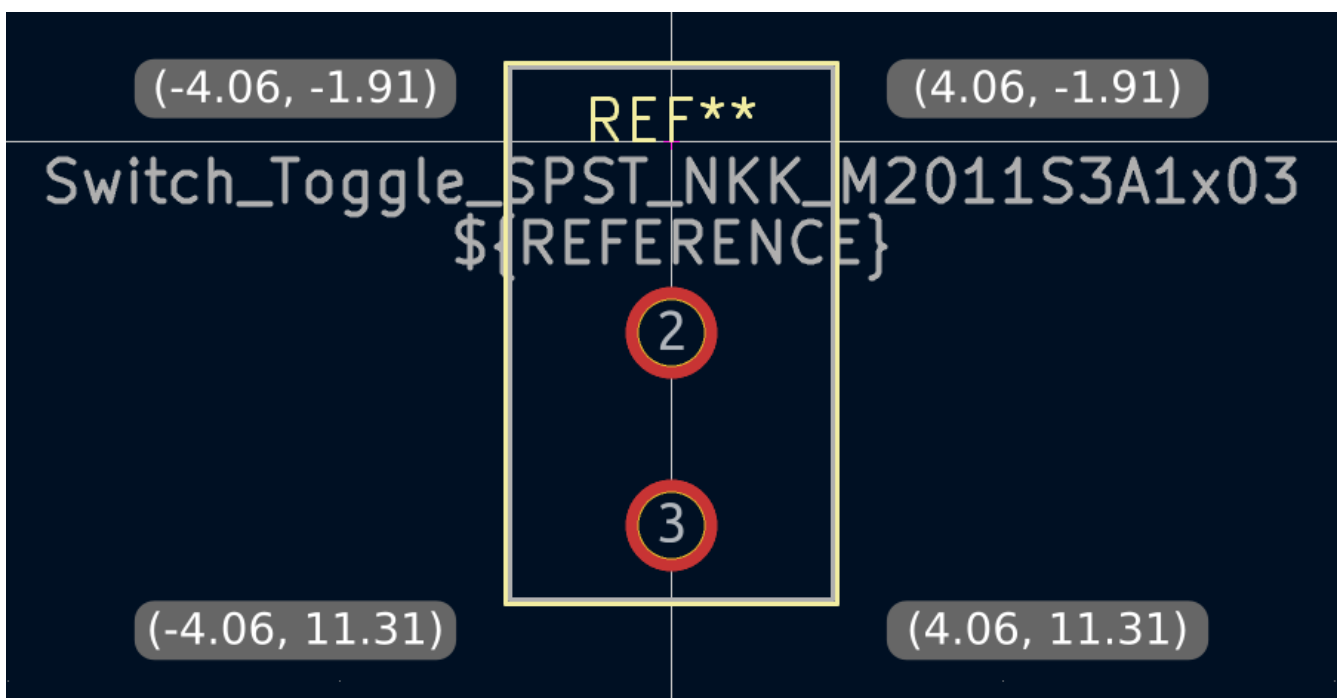 (-4.06, -1.91)
(4.06, -1.91)
REF**
Switch_Toggle_SPST_NKK_M2011S3A1x03
${REFERENCE}
2
3
(-4.06, 11.31)
(4.06, 11.31)